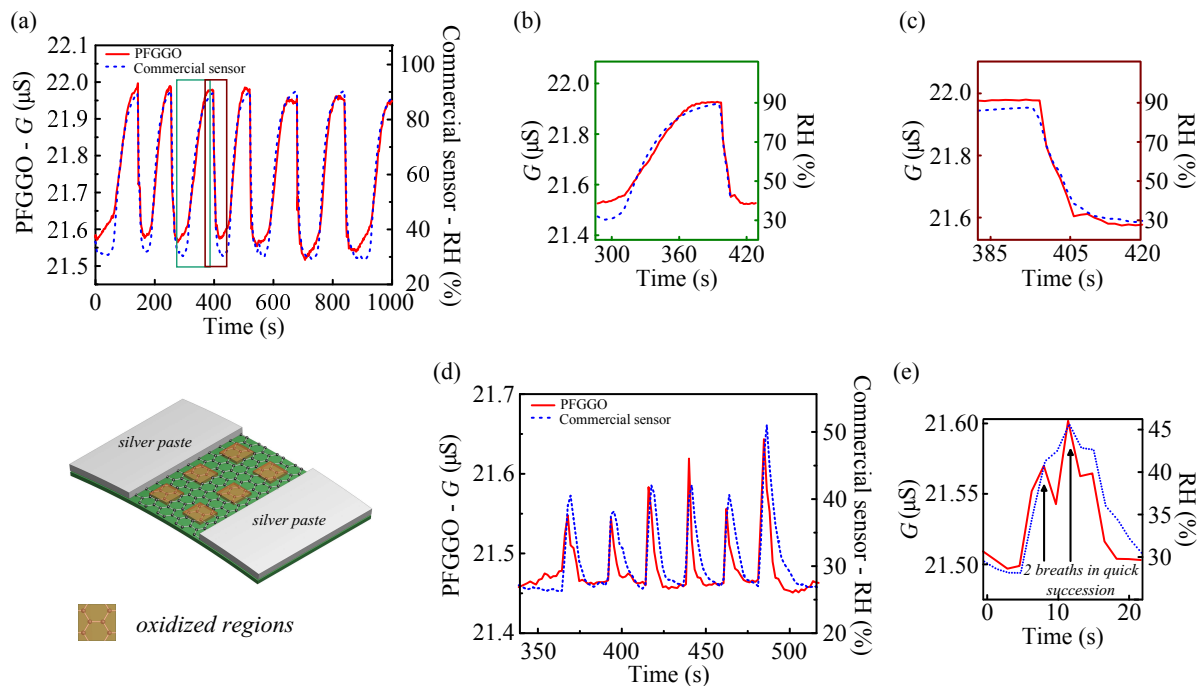 (a)
PFGGO - G (µS)
22.1
22.0
21.9
21.8
21.7
21.6
21.5
PFGGO
Commercial sensor
0 200 400 600 800 1000
Time (s)
100
80
60
40
20
Commercial sensor - RH (%)
(b)
G (µS)
22.0
21.8
21.6
21.4
300 360 420
Time (s)
90
70
50
30
RH (%)
(c)
G (µS)
22.0
21.8
21.6
385 405 420
Time (s)
90
70
50
30
RH (%)
silver paste
silver paste
oxidized regions
(d)
PFGGO - G (µS)
21.7
21.6
21.5
21.4
PFGGO
Commercial sensor
350 400 450 500
Time (s)
50
40
30
20
Commercial sensor - RH (%)
(e)
G (µS)
21.60
21.55
21.50
2 breaths in quick
succession
0 10 20
Time (s)
45
40
35
30
RH (%)